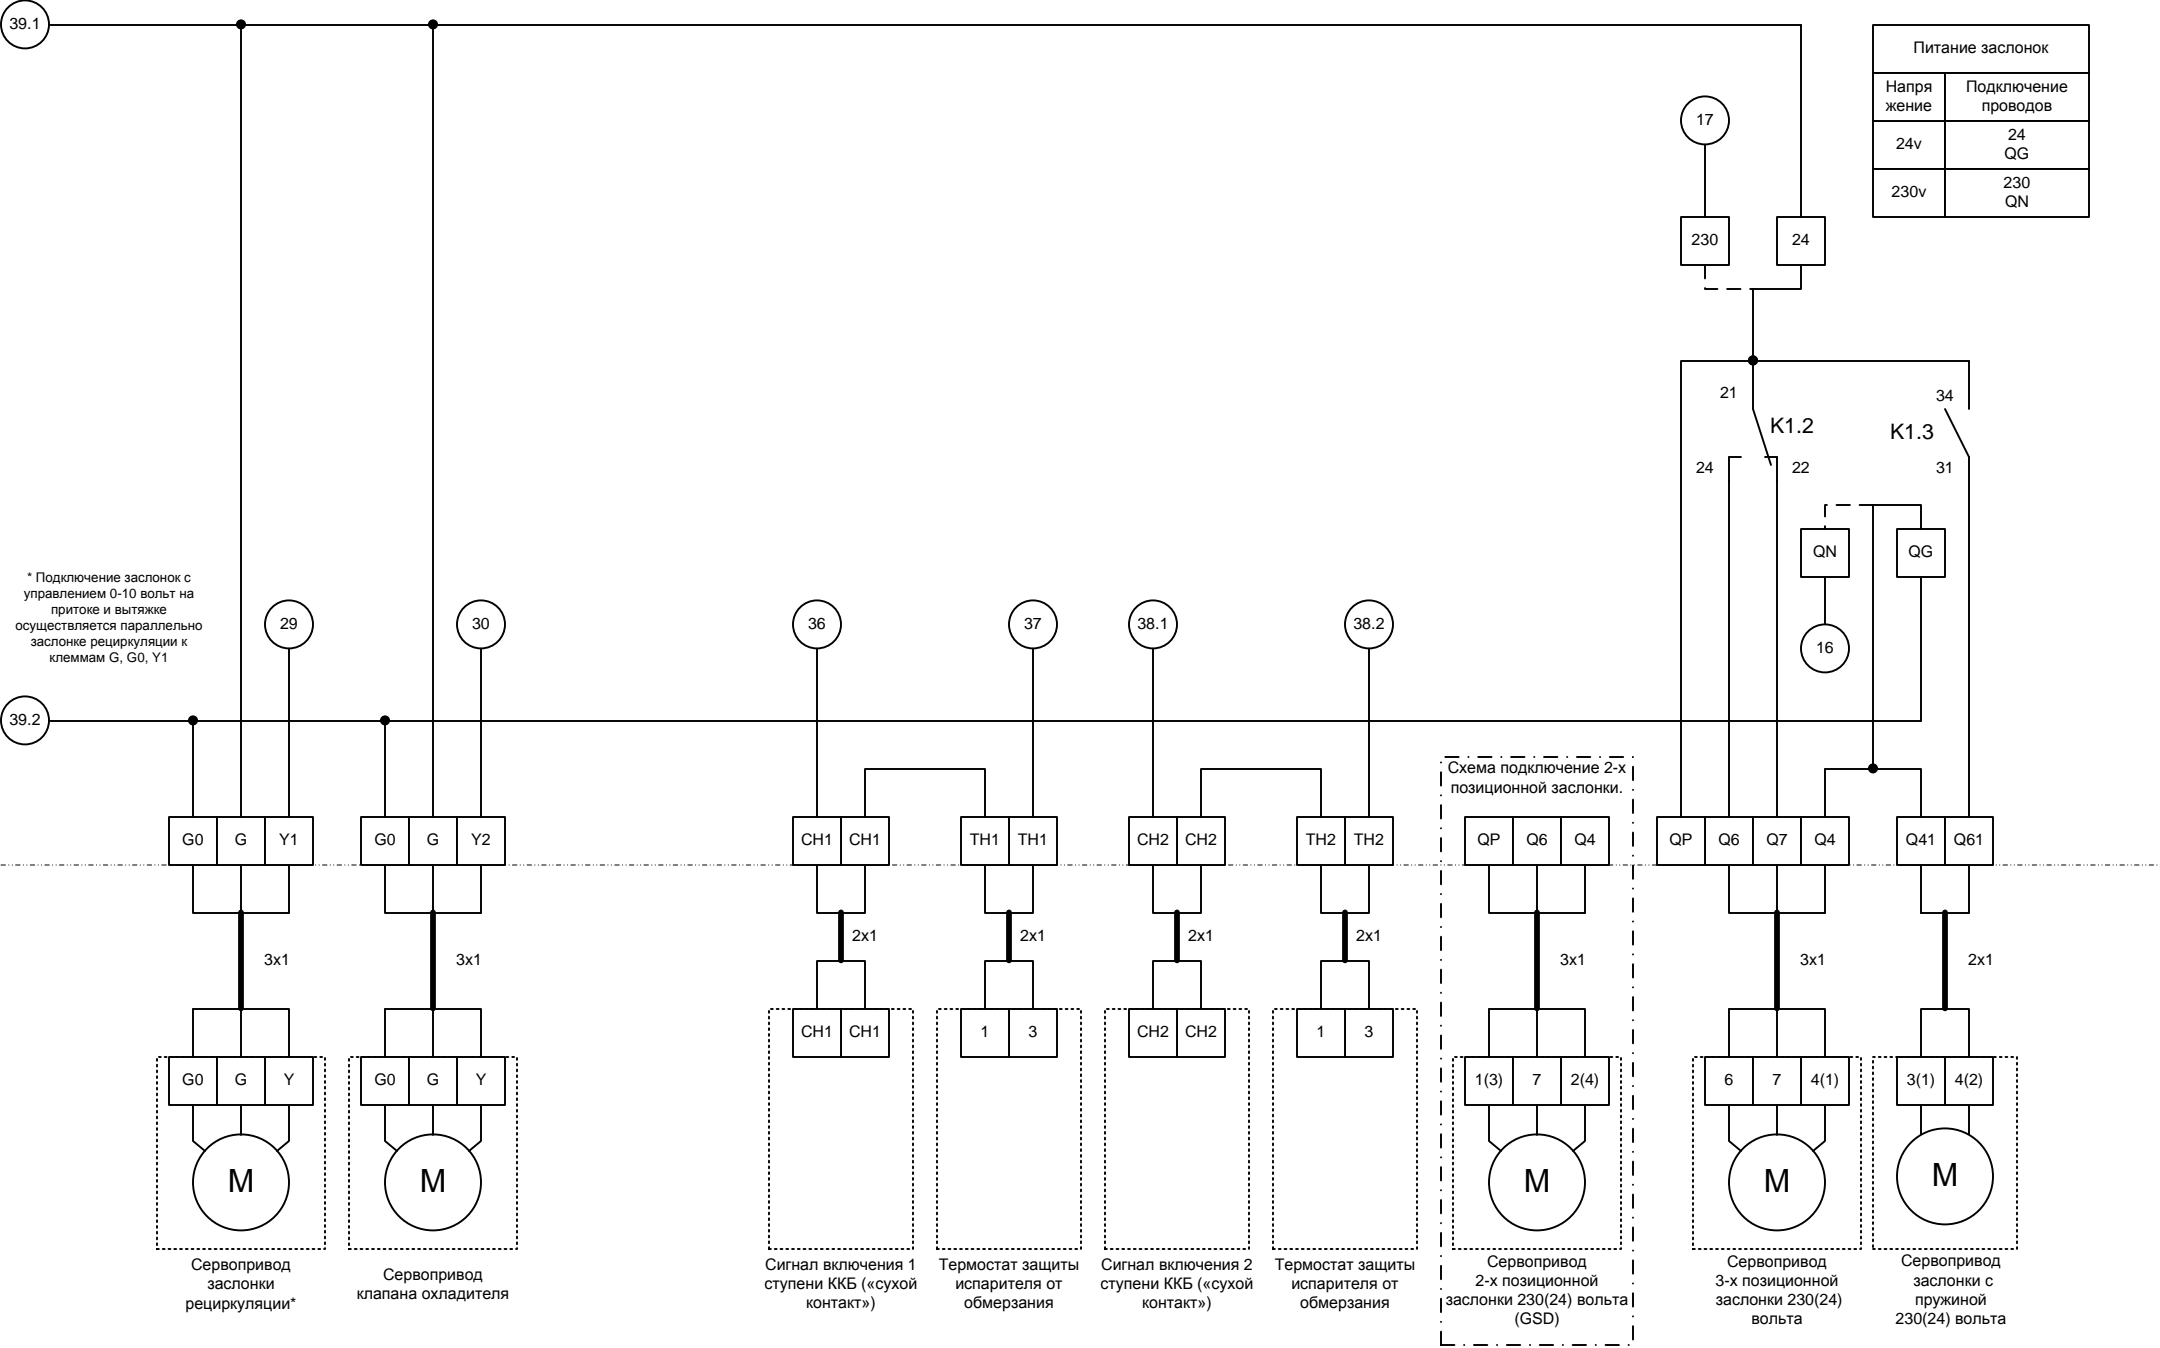 39.1
Питание заслонок
Напря
жение
Подключение
проводов
24v
24
QG
230v
230
QN
17
230
24
21
K1.2
24
22
34
K1.3
31
QN
QG
16
* Подключение заслонок с
управлением 0-10 вольт на
притоке и вытяжке
осуществляется параллельно
заслонке рециркуляции к
клеммам G, G0, Y1
29
30
36
37
38.1
38.2
39.2
Схема подключение 2-х
позиционной заслонки.
G0 G Y1
G0 G Y2
CH1 CH1
TH1 TH1
CH2 CH2
TH2 TH2
QP Q6 Q4
QP Q6 Q7 Q4
Q41 Q61
3x1
3x1
2x1
2x1
2x1
2x1
3x1
3x1
2x1
CH1 CH1
1 3
CH2 CH2
1 3
G0 G Y
G0 G Y
1(3) 7 2(4)
6 7 4(1)
3(1) 4(2)
M
M
M
M
M
Сервопривод
заслонки
рециркуляции*
Сервопривод
клапана охладителя
Сигнал включения 1
ступени ККБ («сухой
контакт»)
Термостат защиты
испарителя от
обмерзания
Сигнал включения 2
ступени ККБ («сухой
контакт»)
Термостат защиты
испарителя от
обмерзания
Сервопривод
2-х позиционной
заслонки 230(24) вольта
(GSD)
Сервопривод
3-х позиционной
заслонки 230(24)
вольта
Сервопривод
заслонки с
пружиной
230(24) вольта